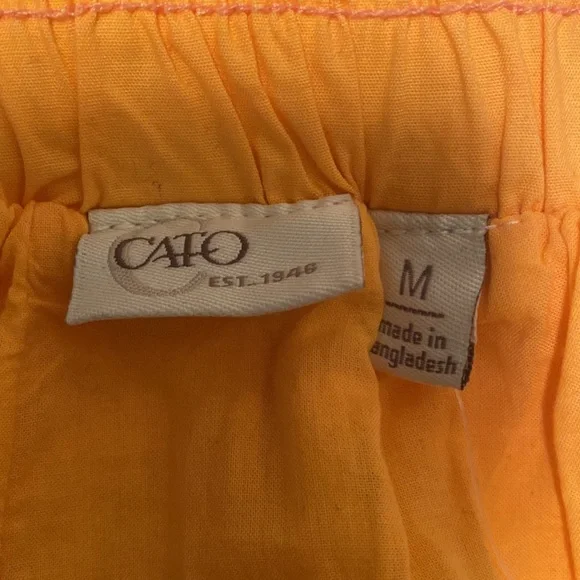 CATO
EST. 1946
M
made in
angladesh